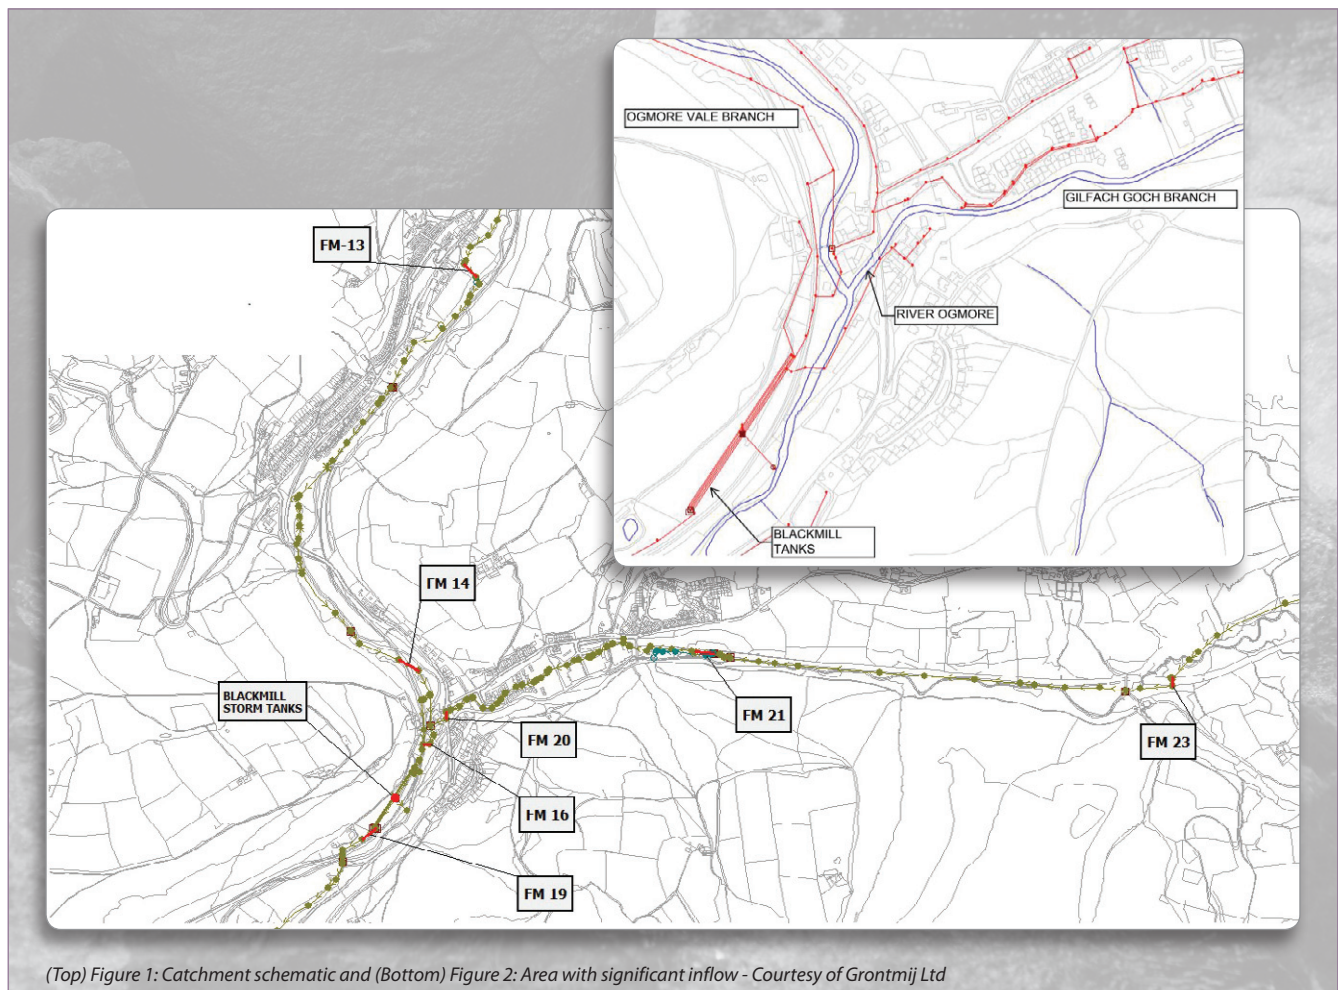 OGMORE VALE BRANCH
GILFACH GOCH BRANCH
RIVER OGMORE
BLACKMILL
TANKS
FM-13
FM 14
BLACKMILL
STORM TANKS
FM 20
FM 21
FM 23
FM 16
FM 19
(Top) Figure 1: Catchment schematic and (Bottom) Figure 2: Area with significant inflow - Courtesy of Grontmij Ltd